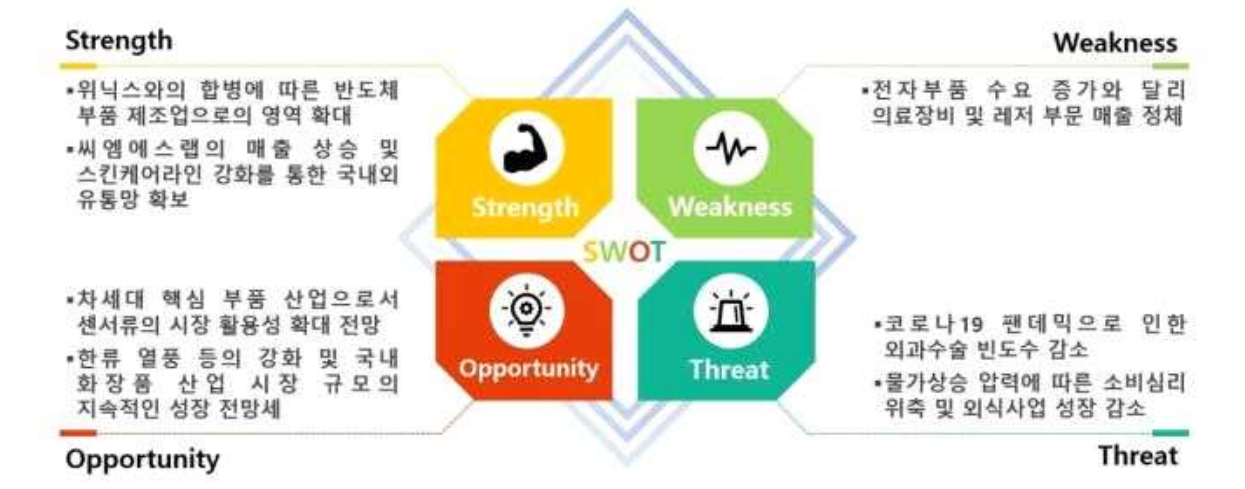 Strength
▪위닉스와의 합병에 따른 반도체
부품 제조업으로의 영역 확대
▪씨엠에스랩의 매출 상승 및
스킨케어라인 강화를 통한 국내외
유통망 확보
Weakness
▪전자부품 수요 증가와 달리
의료장비 및 레저 부문 매출 정체
Strength
Weakness
SWOT
Opportunity
Threat
▪차세대 핵심 부품 산업으로서
센서류의 시장 활용성 확대 전망
▪한류 열풍 등의 강화 및 국내
화장품 산업 시장 규모의
지속적인 성장 전망세
Opportunity
▪코로나19 팬데믹으로 인한
외과수술 빈도수 감소
▪물가상승 압력에 따른 소비심리
위축 및 외식사업 성장 감소
Threat